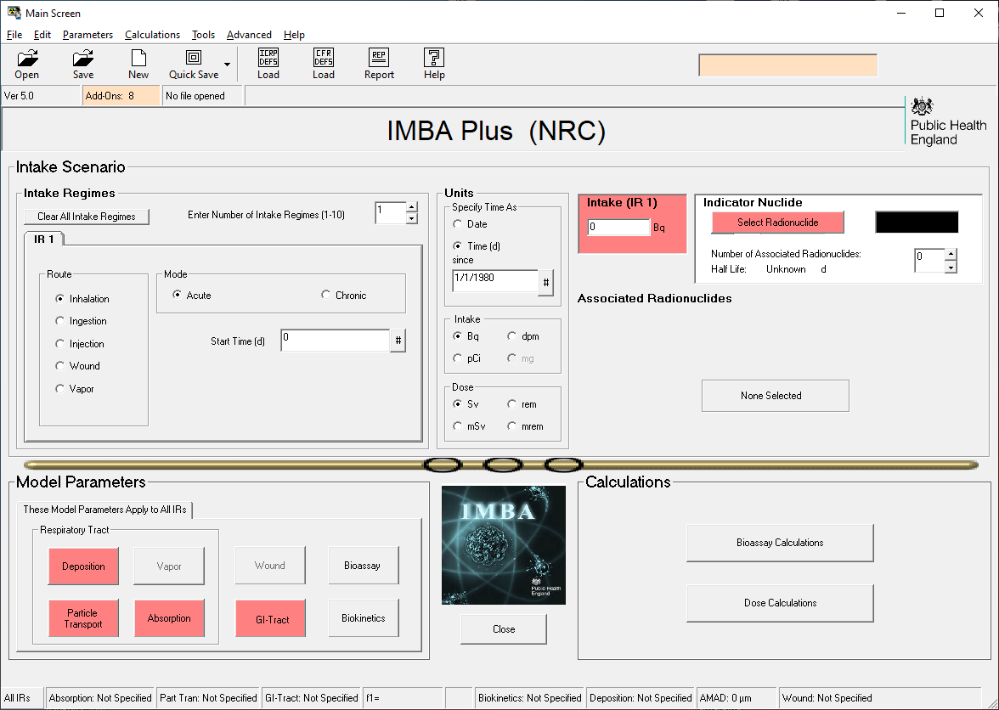 Main Screen
File Edit Parameters Calculations Tools Advanced Help
ICRP DEFS CFR DEFS REP ?
Open Save New Quick Save Load Load Report Help
Ver 5.0 Add-Ons: 8 No file opened
IMBA Plus (NRC)
Public Health
England
Intake Scenario
Intake Regimes
Clear All Intake Regimes
Enter Number of Intake Regimes (1-10)
1
IR 1
Route
Inhalation
Ingestion
Injection
Wound
Vapor
Mode
Acute Chronic
Start Time (d) 0 #
Units
Specify Time As
Date
Time (d)
since
1/1/1980 #
Intake
Bq dpm
pCi mg
Dose
Sv rem
mSv mrem
Intake (IR 1)
0 Bq
Indicator Nuclide
Select Radionuclide
Number of Associated Radionuclides: 0
Half Life: Unknown d
Associated Radionuclides
None Selected
Model Parameters
These Model Parameters Apply to All IRs
Respiratory Tract
Deposition Vapor Wound Bioassay
Particle
Transport
Absorption GI-Tract Biokinetics
IMBA
Public Health
England
Close
Calculations
Bioassay Calculations
Dose Calculations
All IRs Absorption: Not Specified Part Tran: Not Specified GI-Tract: Not Specified f1= Biokinetics: Not Specified Deposition: Not Specified AMAD: 0 µm Wound: Not Specified